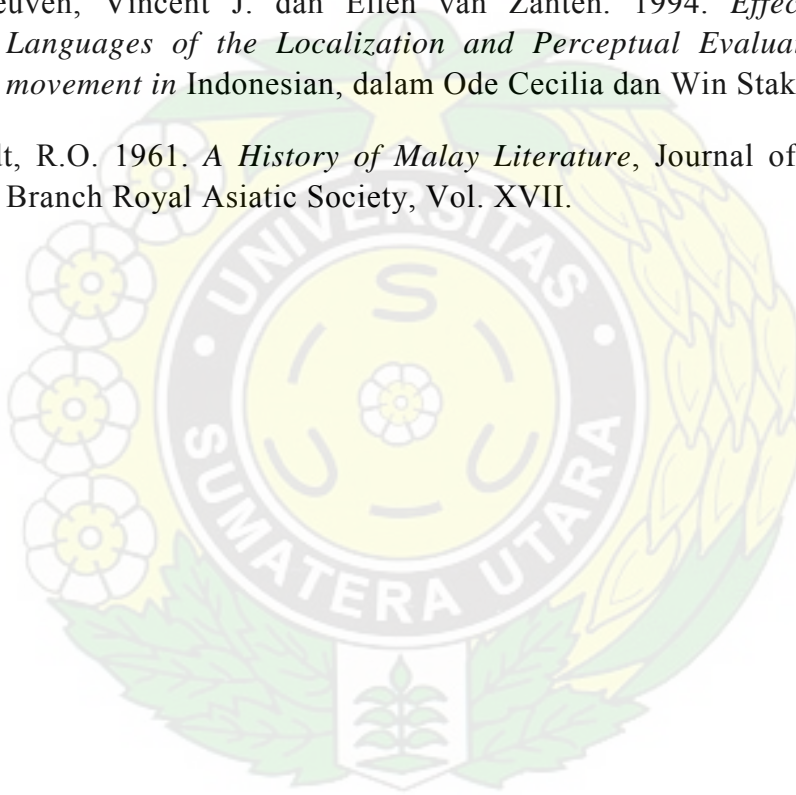 euven, Vincent J. dan Ellen van Zanten. 1994. Effec
Languages of the Localization and Perceptual Evalua
movement in Indonesian, dalam Ode Cecilia dan Win Stak
lt, R.O. 1961. A History of Malay Literature, Journal of
Branch Royal Asiatic Society, Vol. XVII.
UNIVERSITAS
S
U U
SUMATERA UTARA